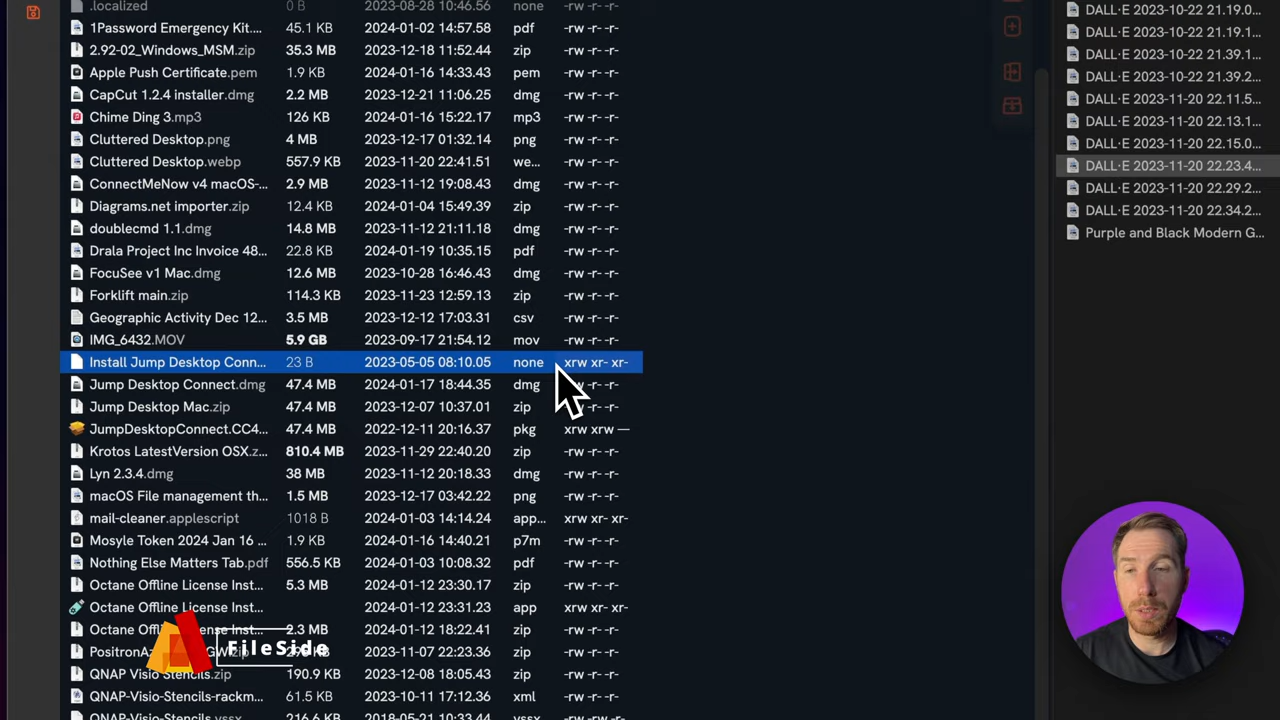 .localized 0 B 2023-08-28 10:46.56 none -rw -r- -r-
1Password Emergency Kit.... 45.1 KB 2024-01-02 14:57.58 pdf -rw -r- -r-
2.92-02_Windows_MSM.zip 35.3 MB 2023-12-18 11:52.44 zip -rw -r- -r-
Apple Push Certificate.pem 1.9 KB 2024-01-16 14:33.43 pem -rw -r- -r-
CapCut 1.2.4 installer.dmg 2.2 MB 2023-12-21 11:06.25 dmg -rw -r- -r-
Chime Ding 3.mp3 126 KB 2024-01-16 15:22.17 mp3 -rw -r- -r-
Cluttered Desktop.png 4 MB 2023-12-17 01:32.14 png -rw -r- -r-
Cluttered Desktop.webp 557.9 KB 2023-11-20 22:41.51 we... -rw -r- -r-
ConnectMeNow v4 macOS-... 2.9 MB 2023-11-12 19:08.43 dmg -rw -r- -r-
Diagrams.net importer.zip 12.4 KB 2024-01-04 15:49.39 zip -rw -r- -r-
doublecmd 1.1.dmg 14.8 MB 2023-11-12 21:11.18 dmg -rw -r- -r-
Drala Project Inc Invoice 48... 22.8 KB 2024-01-19 10:35.15 pdf -rw -r- -r-
FocuSee v1 Mac.dmg 12.6 MB 2023-10-28 16:46.43 dmg -rw -r- -r-
Forklift main.zip 114.3 KB 2023-11-23 12:59.13 zip -rw -r- -r-
Geographic Activity Dec 12... 3.5 MB 2023-12-12 17:03.31 csv -rw -r- -r-
IMG_6432.MOV 5.9 GB 2023-09-17 21:54.12 mov -rw -r- -r-
Install Jump Desktop Conn... 23 B 2023-05-05 08:10.05 none xrw xr- xr-
Jump Desktop Connect.dmg 47.4 MB 2024-01-17 18:44.35 dmg -r- -r-
Jump Desktop Mac.zip 47.4 MB 2023-12-07 10:37.01 zip -r- -r-
JumpDesktopConnect.CC4... 47.4 MB 2022-12-11 20:16.37 pkg xrw xrw —
Krotos LatestVersion OSX.z... 810.4 MB 2023-11-29 22:40.20 zip -rw -r- -r-
Lyn 2.3.4.dmg 38 MB 2023-11-12 20:18.33 dmg -rw -r- -r-
macOS File management th... 1.5 MB 2023-12-17 03:42.22 png -rw -r- -r-
mail-cleaner.applescript 1018 B 2024-01-03 14:14.24 app... xrw xr- xr-
Mosyle Token 2024 Jan 16 ... 1.9 KB 2024-01-16 14:40.21 p7m -rw -r- -r-
Nothing Else Matters Tab.pdf 556.5 KB 2024-01-03 10:08.32 pdf -rw -r- -r-
Octane Offline License Inst... 5.3 MB 2024-01-12 23:30.17 zip -rw -r- -r-
Octane Offline License Inst... 2024-01-12 23:31.23 app xrw xr- xr-
Octane Inst... 2.3 MB 2024-01-12 18:22.41 zip -rw -r- -r-
2023-11-07 22:23.36 zip -rw -r- -r-
QNAP Visio Stencils.zip 190.9 KB 2023-12-08 18:05.43 zip -rw -r- -r-
QNAP-Visio-Stencils-rackm... 61.5 KB 2023-10-11 17:12.36 xml -rw -r- -r-
QNAP-Visio-Stencils.vssx 216.6 KB 2018-05-21 10:33.44 vssx -rw -r- -r-
FileSide
DALL·E 2023-10-22 21.19.0...
DALL·E 2023-10-22 21.19.1...
DALL·E 2023-10-22 21.39.1...
DALL·E 2023-10-22 21.39.2...
DALL·E 2023-11-20 22.11.5...
DALL·E 2023-11-20 22.13.1...
DALL·E 2023-11-20 22.15.0...
DALL·E 2023-11-20 22.23.4...
DALL·E 2023-11-20 22.29.2...
DALL·E 2023-11-20 22.34.2...
Purple and Black Modern G...